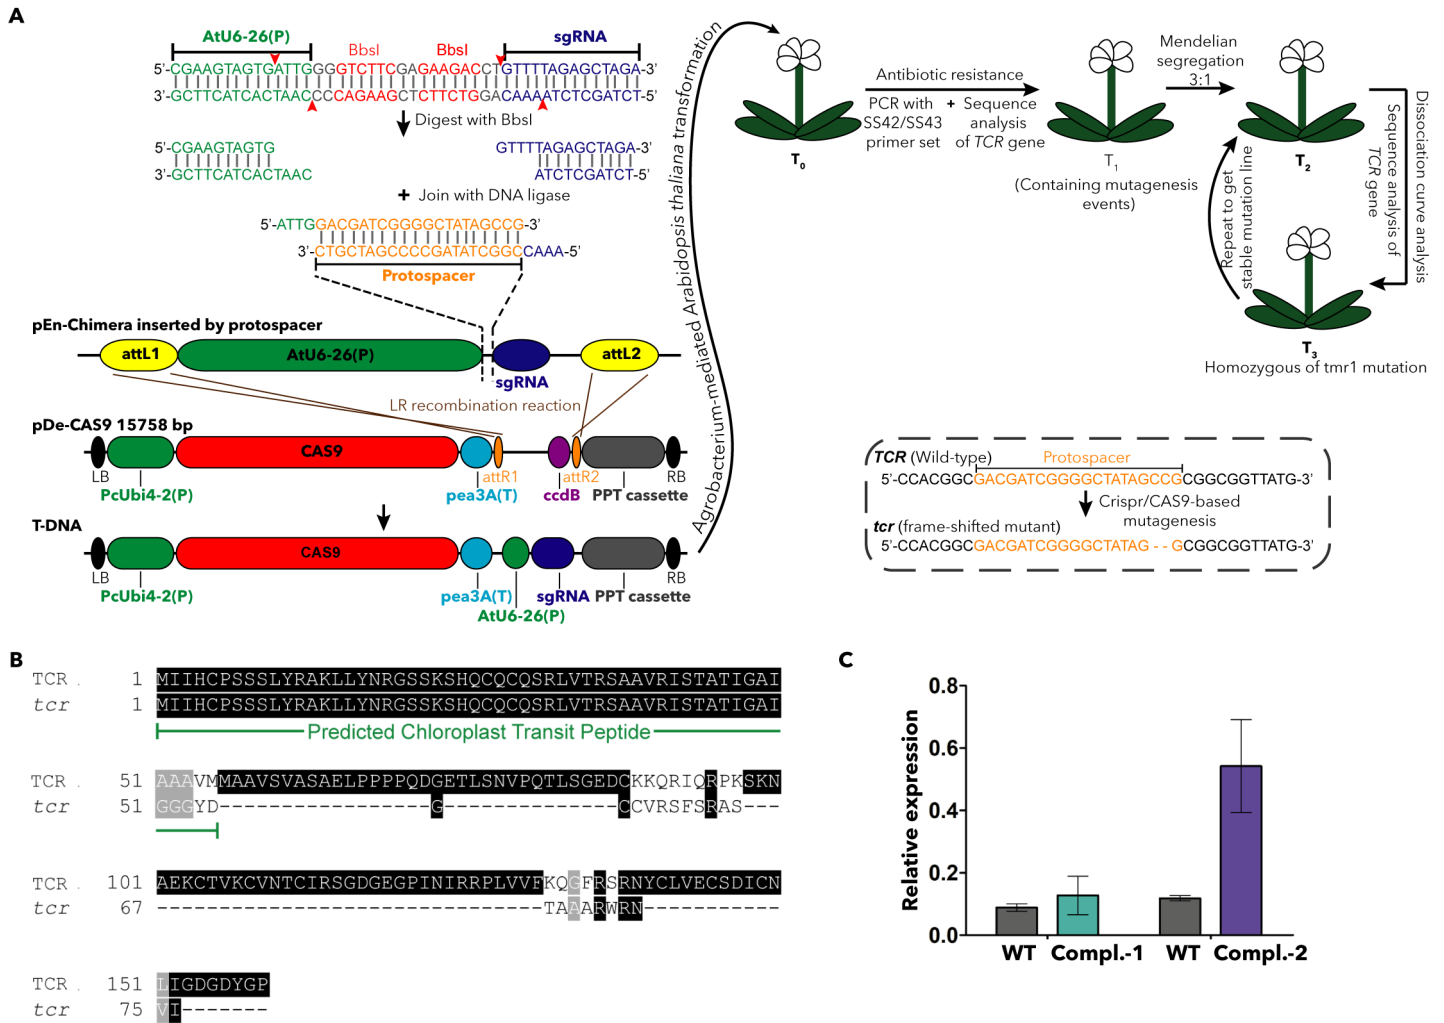 A
AtU6-26(P) BbsI BbsI sgRNA
5'-CGAAGTAGTGATTGGGGTCTTCGAGAAGACCTGTTTTAGAGCTAGA-3'
3'-GCTTCATCACTAACCCCAGAAGCTCTTCTGGACAAAATCTCGATCT-5'
Digest with BbsI
5'-CGAAGTAGTG GTTTTAGAGCTAGA-3'
3'-GCTTCATCACTAAC ATCTCGATCT-5'
+ Join with DNA ligase
5'-ATTGGACGATCGGGGCTATAGCCG-3'
3'-CTGCTAGCCCCGATATCGGCCAAA-5'
Protospacer
pEn-Chimera inserted by protospacer
attL1 AtU6-26(P) attL2
sgRNA
LR recombination reaction
pDe-CAS9 15758 bp
CAS9
LB attR1 attR2 RB
PcUbi4-2(P) pea3A(T) ccdB PPT cassette
T-DNA
CAS9
LB RB
PcUbi4-2(P) pea3A(T) sgRNA PPT cassette
AtU6-26(P)
Agrobacterium-mediated Arabidopsis thaliana transformation
T0
Antibiotic resistance
PCR with + Sequence
SS42/SS43 analysis
primer set of TCR gene
T1
(Containing mutagenesis
events)
Mendelian
segregation
3:1
T2
Dissociation curve analysis
Sequence analysis of
TCR gene
Repeat to get
stable mutation line
T3
Homozygous of tmr1 mutation
TCR (Wild-type) Protospacer
5'-CCACGGCGACGATCGGGGCTATAGCCGCGGCGGTTATG-3'
Crispr/CAS9-based
mutagenesis
tcr (frame-shifted mutant)
5'-CCACGGCGACGATCGGGGCTATAG--GCGGCGGTTATG-3'
B
TCR . 1 MIIHCPSSSLYRAKLLYNRGSSKSHQCQCQSRLVTRSAAVRISTATIGAI
tcr 1 MIIHCPSSSLYRAKLLYNRGSSKSHQCQCQSRLVTRSAAVRISTATIGAI
Predicted Chloroplast Transit Peptide
TCR . 51 AAAVMMAAVSVASAELPPPPQDGETLSNVPQTLSGEDCKKQRIQRPKSKN
tcr 51 GGGYD-----------------G--------------CCVRSFSRAS---
TCR . 101 AEKCTVKCVNTCIRSGDGEGPINIRRPLVVFKQGFRSRNYCLVECSDICN
tcr 67 -------------------------------TAAARWRN-----------
TCR . 151 LIGDGDYGP
tcr 75 VI-------
C
Relative expression
0.8
0.6
0.4
0.2
0.0
WT Compl.-1 WT Compl.-2